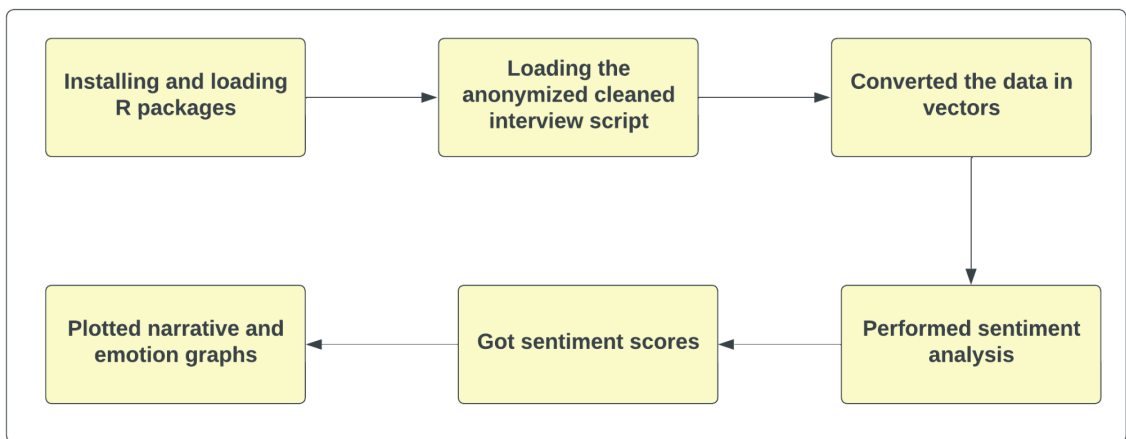 Installing and loading
R packages
Loading the
anonymized cleaned
interview script
Converted the data in
vectors
Performed sentiment
analysis
Got sentiment scores
Plotted narrative and
emotion graphs